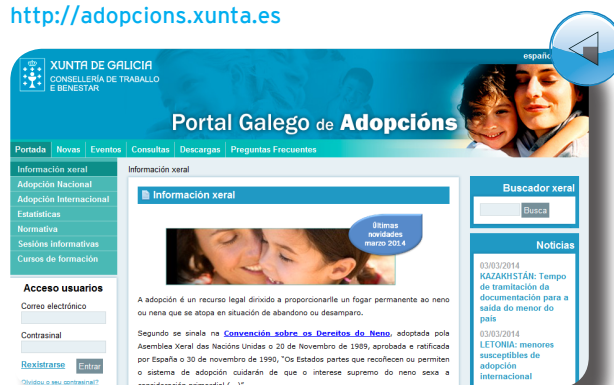 http://adopcions.xunta.es
XUNTA DE GALICIA
CONSELLERÍA DE TRABALLO
E BENESTAR
español
Portal Galego de Adopcións
Portada Novas Eventos Consultas Descargas Preguntas Frecuentes
Información xeral
Adopción Nacional
Adopción Internacional
Estatísticas
Normativa
Sesións informativas
Cursos de formación
Acceso usuarios
Correo electrónico
Contrasinal
Rexistrarse Entrar
Olvidou o seu contrasinal?
Información xeral
Información xeral
Últimas
novidades
marzo 2014
A adopción é un recurso legal dirixido a proporcionarlle un fogar permanente ao neno
ou nena que se atopa en situación de abandono ou desamparo.
Segundo se sinala na Convención sobre os Dereitos do Neno, adoptada pola
Asemblea Xeral das Nacións Unidas o 20 de Novembro de 1989, aprobada e ratificada
por España o 30 de novembro de 1990, "Os Estados partes que recoñecen ou permiten
o sistema de adopción cuidarán de que o interese supremo do neno sexa a
consideración primordial (...)"
Buscador xeral
Busca
Noticias
03/03/2014
KAZAKHSTÁN: Tempo
de tramitación da
documentación para a
saída do menor do
país
03/03/2014
LETONIA: menores
susceptibles de
adopción
internacional